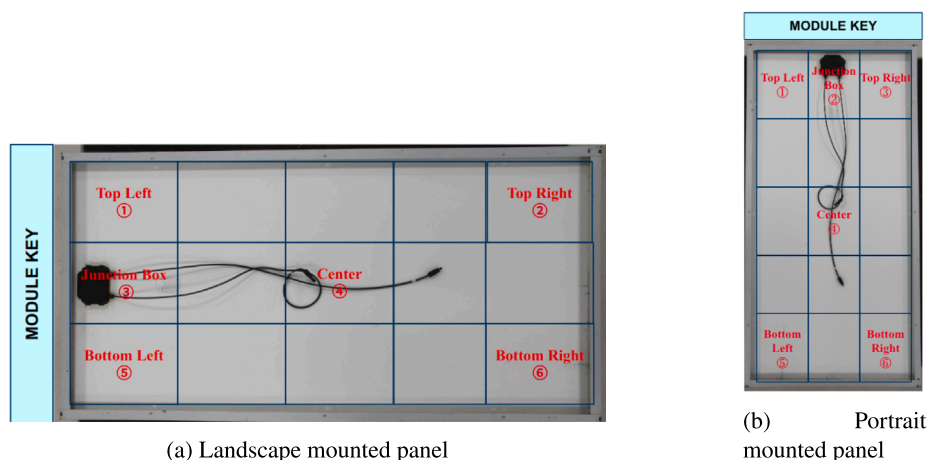 MODULE KEY
Top Left
①
Top Right
②
Junction Box
③
Center
④
Bottom Left
⑤
Bottom Right
⑥
(a) Landscape mounted panel
MODULE KEY
Top Left
①
Junction
Box
②
Top Right
③
Center
④
Bottom
Left
⑤
Bottom
Right
⑥
(b) Portrait
mounted panel